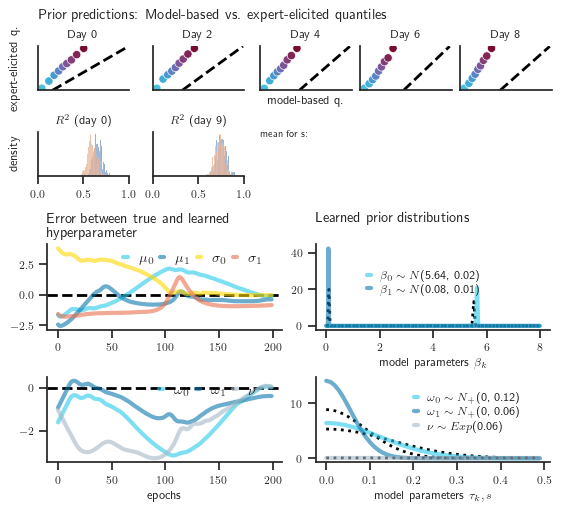 Prior predictions: Model-based vs. expert-elicited quantiles
Day 0 Day 2 Day 4 Day 6 Day 8
expert-elicited q.
model-based q.
R² (day 0) R² (day 9)
mean for s:
density
0.0 0.5 1.0 0.0 0.5 1.0
Error between true and learned
hyperparameter
μ₀ μ₁ σ₀ σ₁
2.5
0.0
−2.5
0 50 100 150 200
Learned prior distributions
40
20
0
β₀ ∼ N(5.64, 0.02)
β₁ ∼ N(0.08, 0.01)
0 2 4 6 8
model parameters βₖ
0
−2
ω₀ ω₁ ν
0 50 100 150 200
epochs
10
0
ω₀ ∼ N₊(0, 0.12)
ω₁ ∼ N₊(0, 0.06)
ν ∼ Exp(0.06)
0.0 0.1 0.2 0.3 0.4 0.5
model parameters τₖ, s